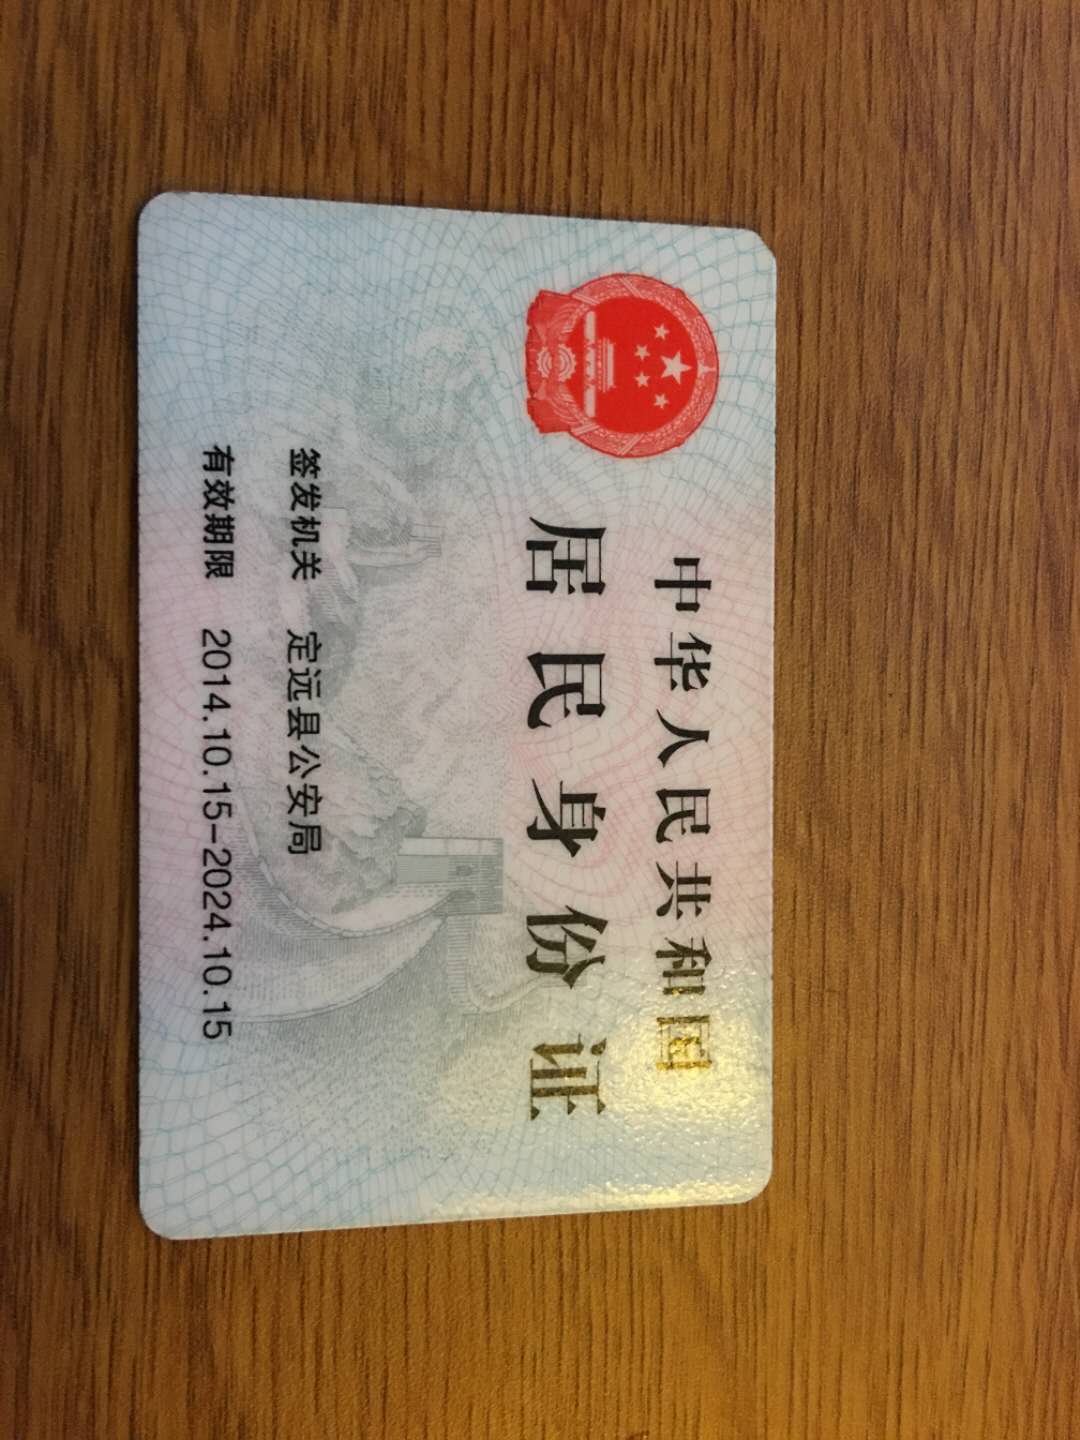 中华人民共和国
居民身份证
签发机关 定远县公安局
有效期限 2014.10.15-2024.10.15